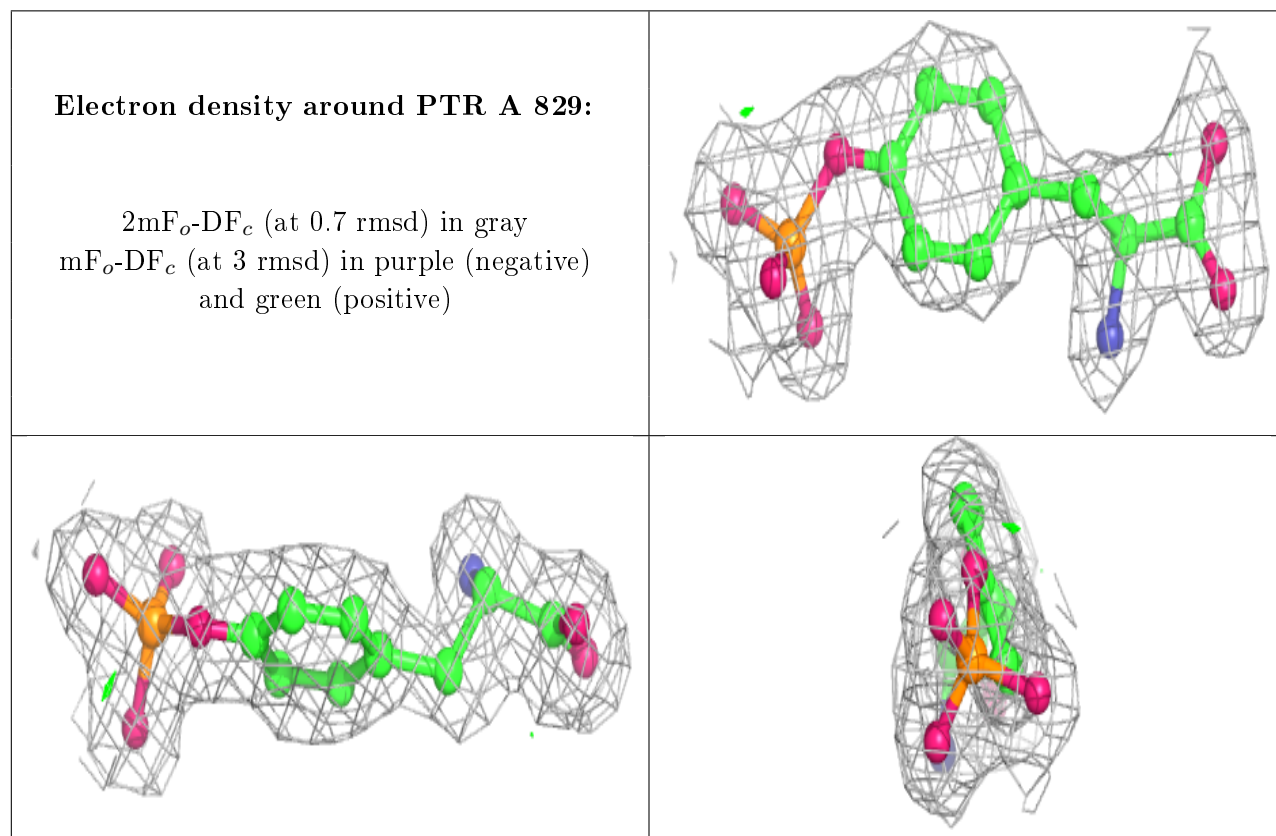 Electron density around PTR A 829:
2mFo-DFc (at 0.7 rmsd) in gray
mFo-DFc (at 3 rmsd) in purple (negative)
and green (positive)